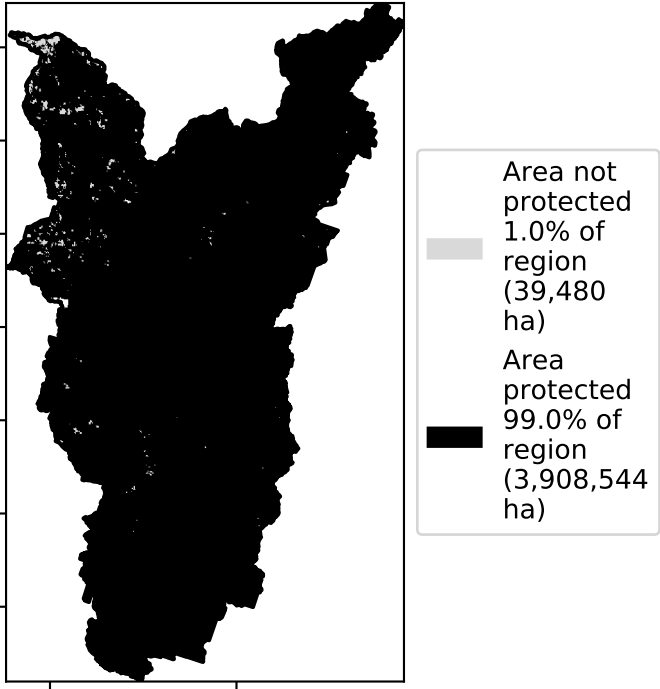 Area not
protected
1.0% of
region
(39,480
ha)
Area
protected
99.0% of
region
(3,908,544
ha)